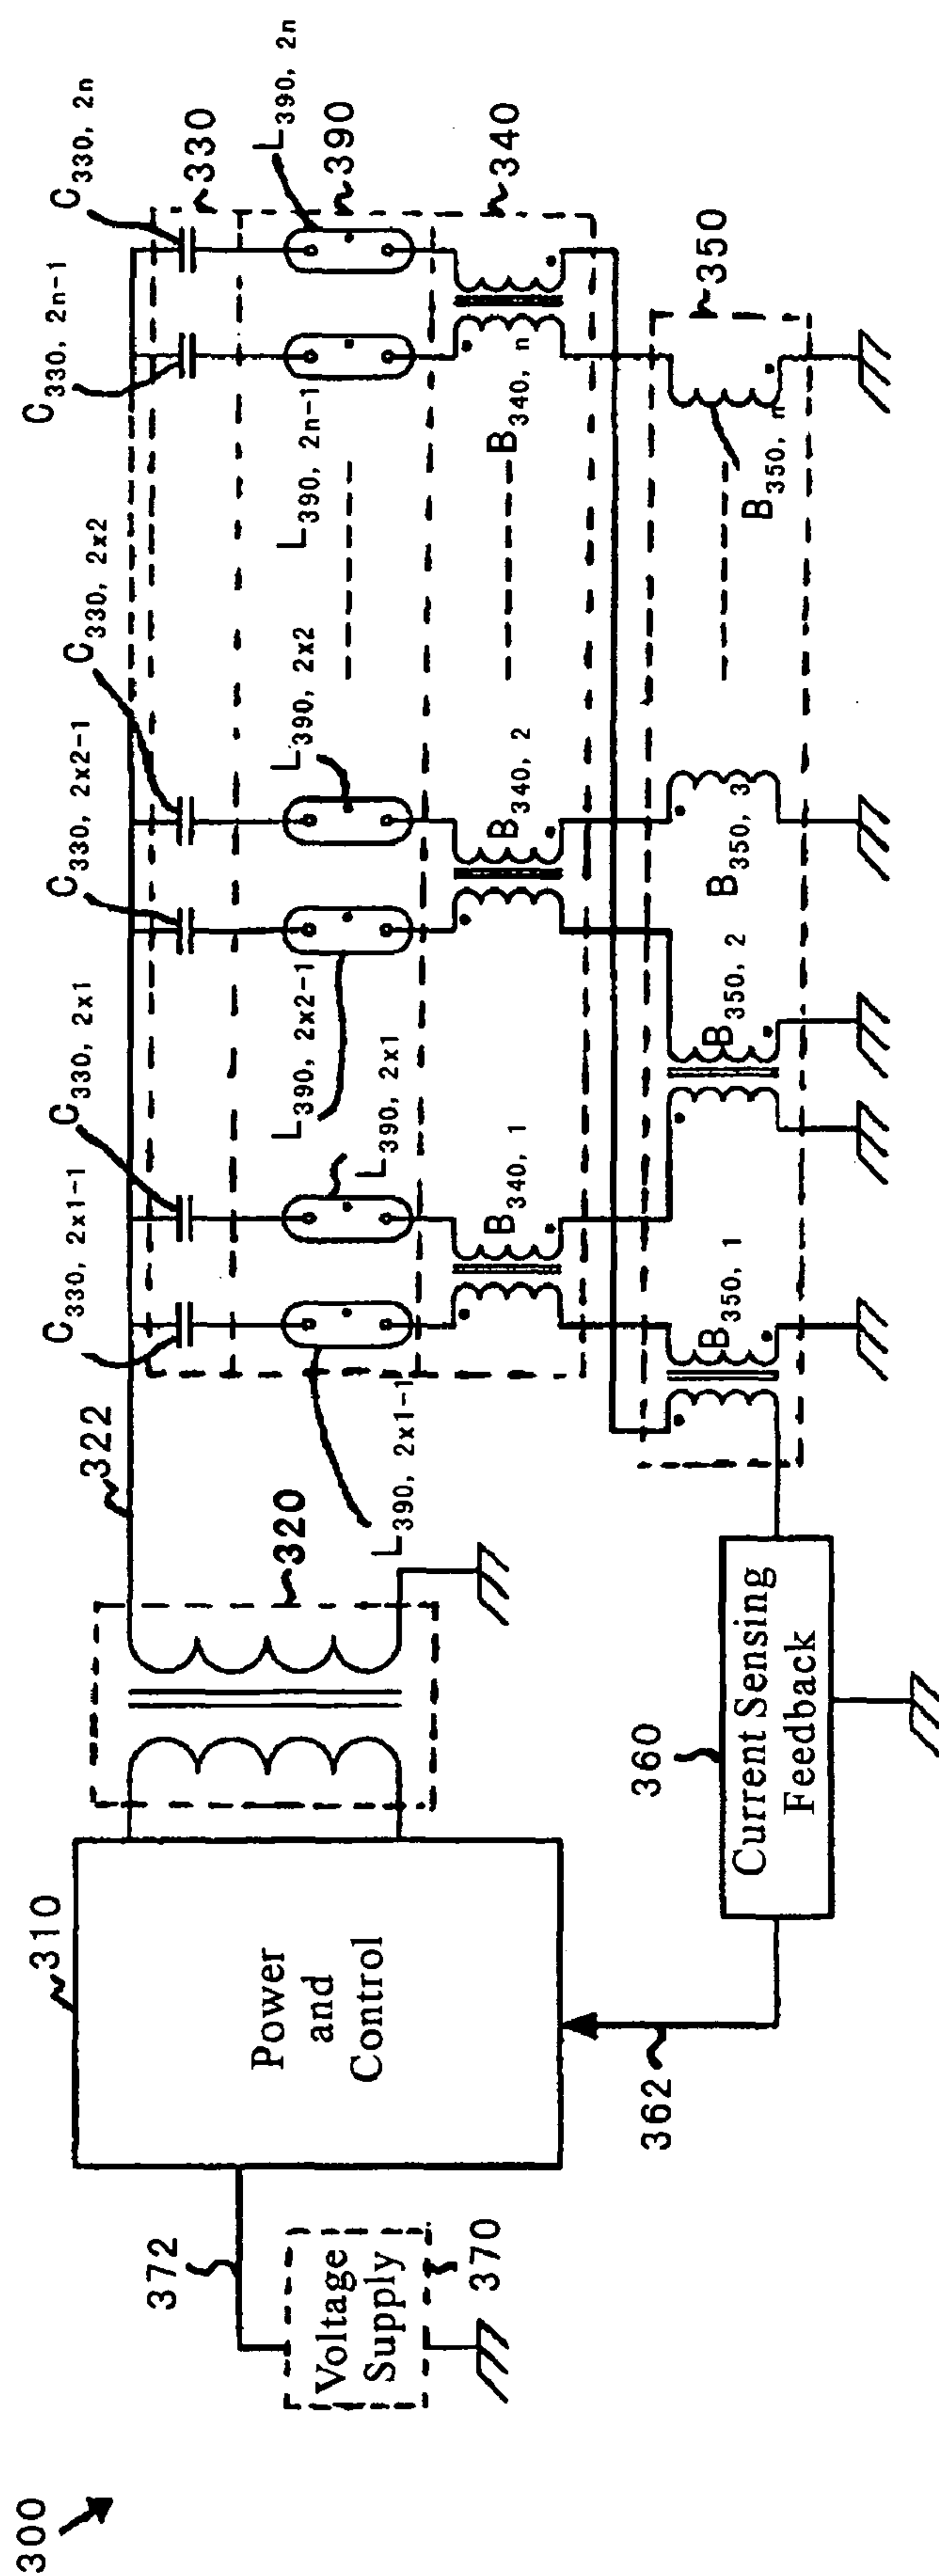 300
372
Voltage
Supply
370
310
Power
and
Control
362
360
Current Sensing
Feedback
320
322
C330, 2x1-1
C330, 2x1
C330, 2x2-1
C330, 2x2
C330, 2n-1
C330, 2n
330
L390, 2x1-1
L390, 2x1
L390, 2x2-1
L390, 2x2
L390, 2n-1
L390, 2n
390
B340, 1
B340, 2
B340, n
340
B350, 1
B350, 2
B350, 3
B350, n
350